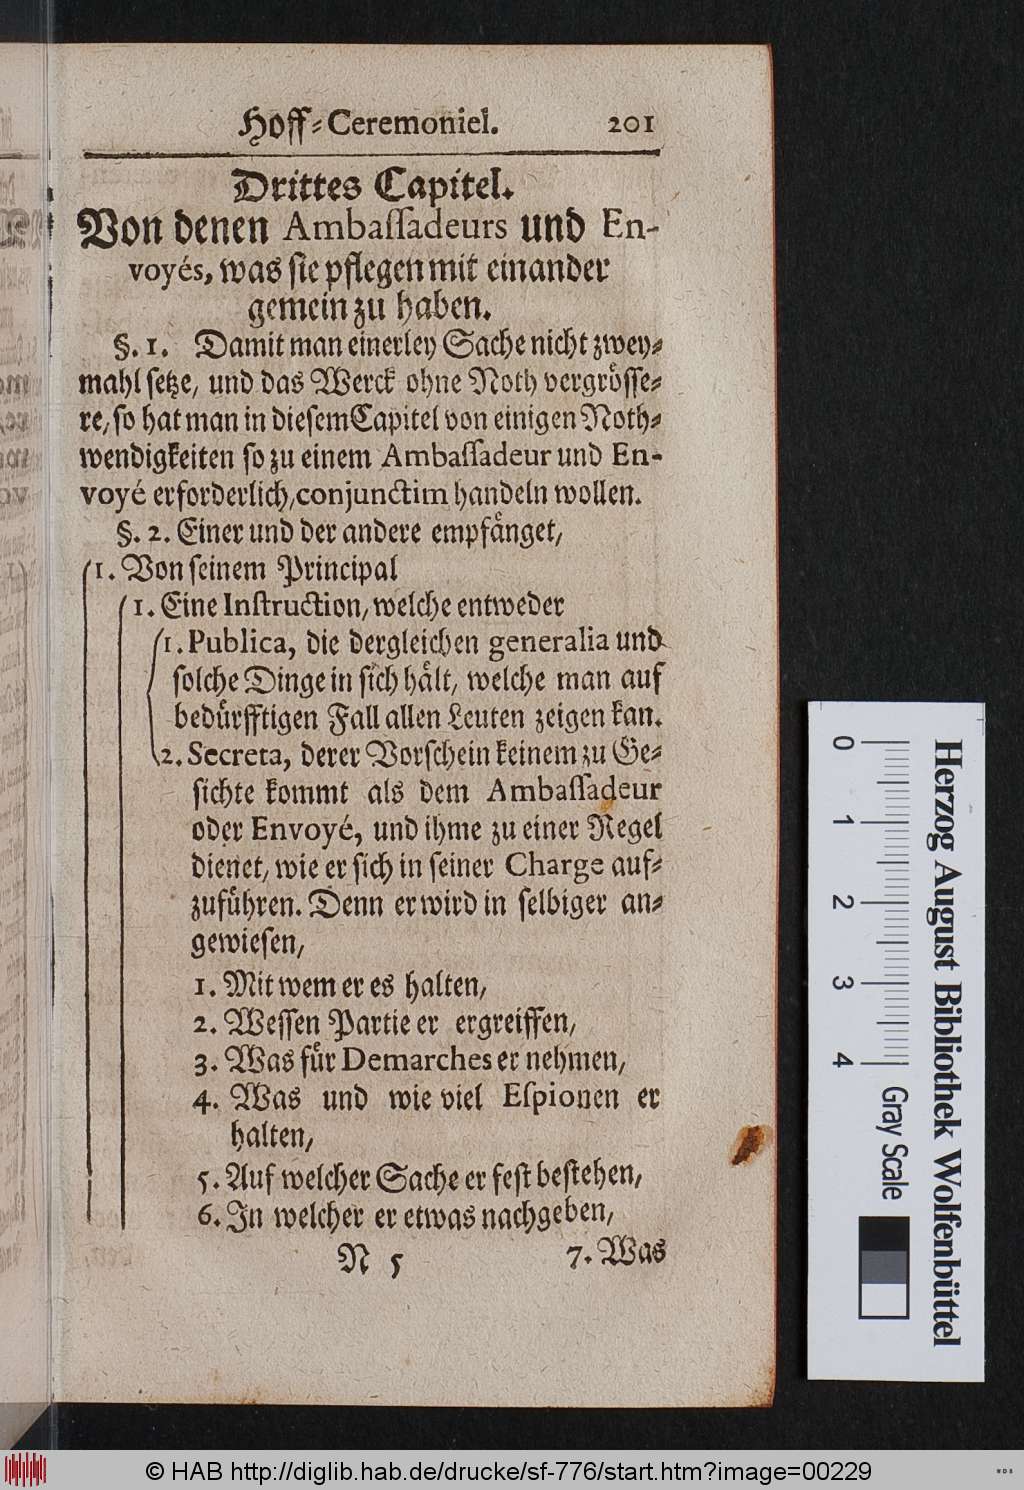 Hoff-Ceremoniel. 201
Drittes Capitel.
Von denen Ambaſſadeurs und En-
voyés, was ſie pflegen mit einander
gemein zu haben.
§. 1. Damit man einerley Sache nicht zwey-
mahl ſetze, und das Werck ohne Noth vergröſſe-
re, ſo hat man in dieſem Capitel von einigen Noth-
wendigkeiten ſo zu einem Ambaſſadeur und En-
voyé erforderlich, conjunctim handeln wollen.
§. 2. Einer und der andere empfänget,
1. Von ſeinem Principal
1. Eine Inſtruction, welche entweder
1. Publica, die dergleichen generalia und
ſolche Dinge in ſich hält, welche man auf
bedürfftigen Fall allen Leuten zeigen kan.
2. Secreta, derer Vorſchein keinem zu Ge-
ſichte kommt als dem Ambaſſadeur
oder Envoyé, und ihme zu einer Regel
dienet, wie er ſich in ſeiner Charge auf-
zuführen. Denn er wird in ſelbiger an-
gewieſen,
1. Mit wem er es halten,
2. Weſſen Partie er ergreiffen,
3. Was für Demarches er nehmen,
4. Was und wie viel Eſpionen er
halten,
5. Auf welcher Sache er feſt beſtehen,
6. In welcher er etwas nachgeben,
N 5 7. Was
0 1 2 3 4 Gray Scale
Herzog August Bibliothek Wolfenbüttel
© HAB http://diglib.hab.de/drucke/sf-776/start.htm?image=00229